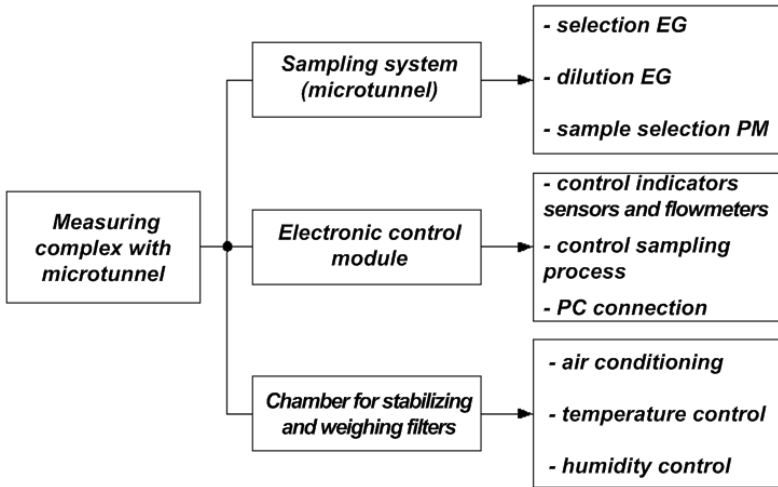 Measuring
complex with
microtunnel
Sampling system
(microtunnel)
- selection EG
- dilution EG
- sample selection PM
Electronic control
module
- control indicators
sensors and flowmeters
- control sampling
process
- PC connection
Chamber for stabilizing
and weighing filters
- air conditioning
- temperature control
- humidity control